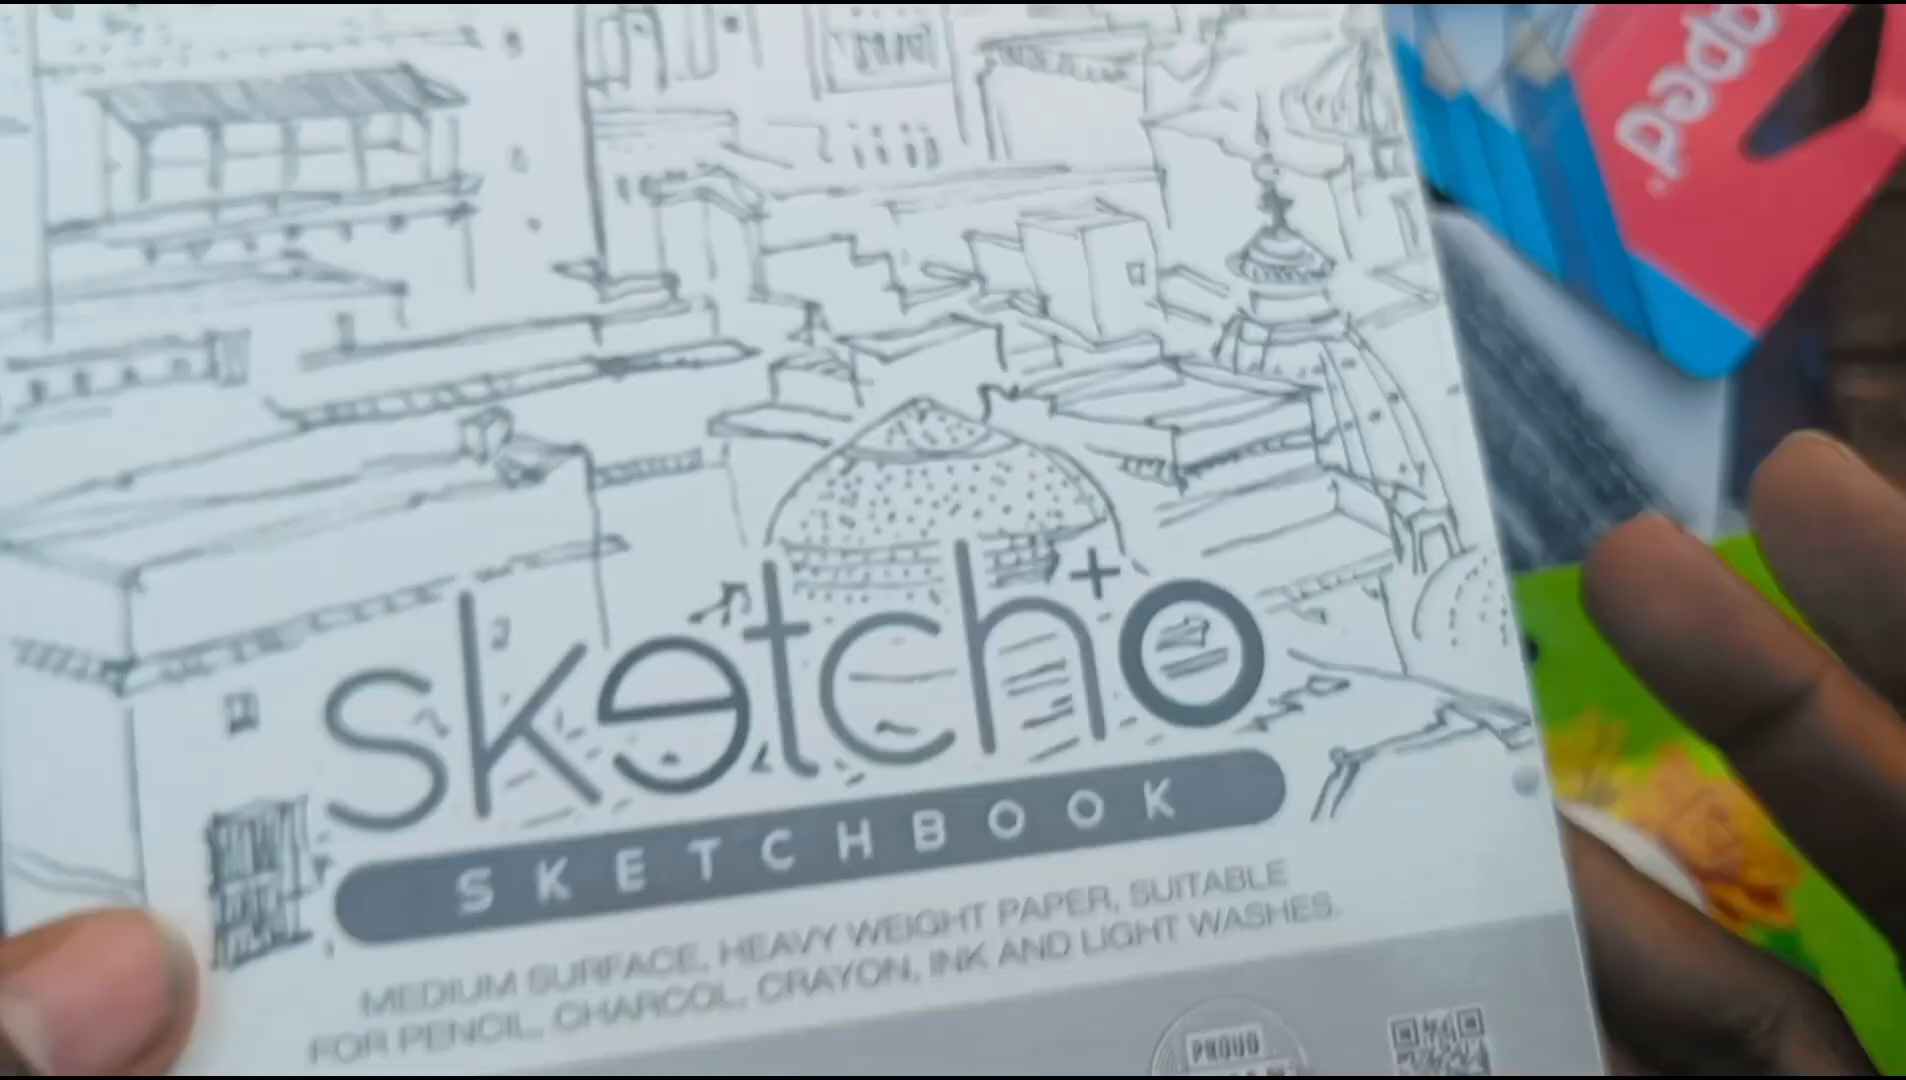 sketcho+
SKETCHBOOK
MEDIUM SURFACE, HEAVY WEIGHT PAPER, SUITABLE
FOR PENCIL, CHARCOL, CRAYON, INK AND LIGHT WASHES.
PROUD